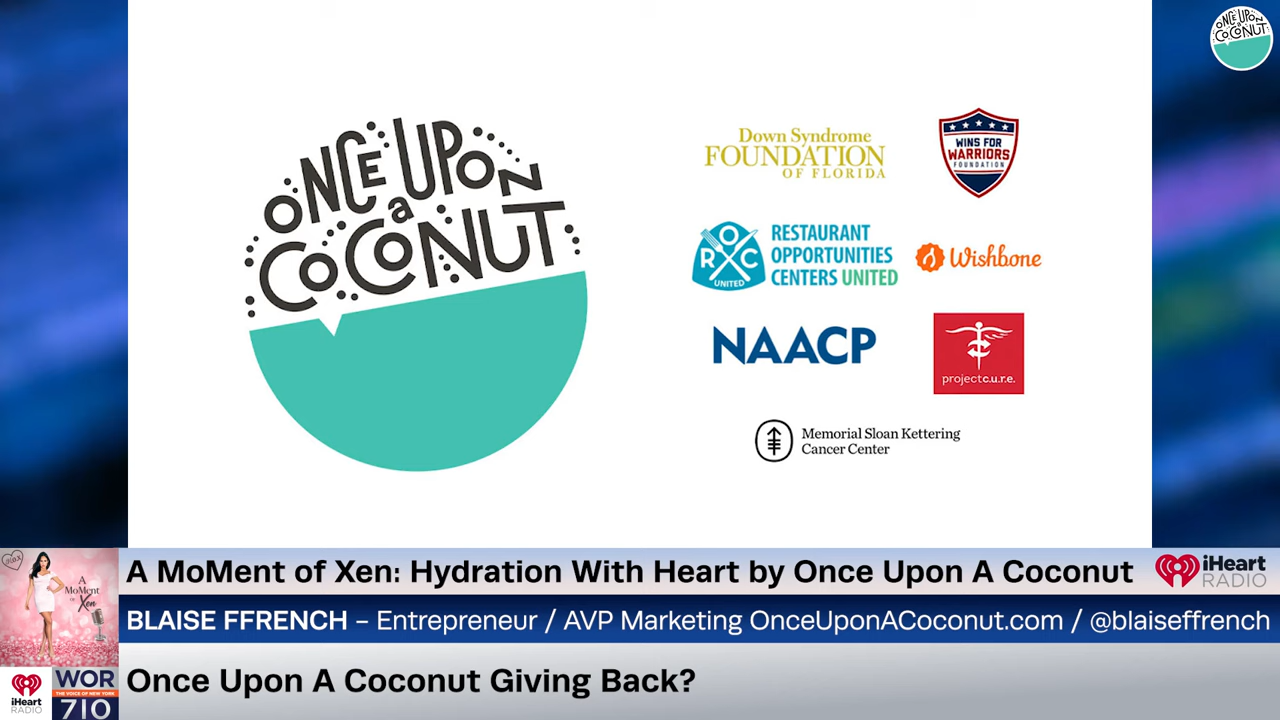 ONCE UPON
a
COCONUT
ONCE UPON
a
COCONUT
Down Syndrome
FOUNDATION
OF FLORIDA
WINS FOR
WARRIORS
FOUNDATION
ROC
UNITED
RESTAURANT
OPPORTUNITIES
CENTERS UNITED
Wishbone
NAACP
projectc.u.r.e.
Memorial Sloan Kettering
Cancer Center
A MoMent of Xen: Hydration With Heart by Once Upon A Coconut
iHeart
RADIO
A
MoMent
of
Xen
BLAISE FFRENCH – Entrepreneur / AVP Marketing OnceUponACoconut.com / @blaiseffrench
iHeart
RADIO
WOR
THE VOICE OF NEW YORK
710
Once Upon A Coconut Giving Back?